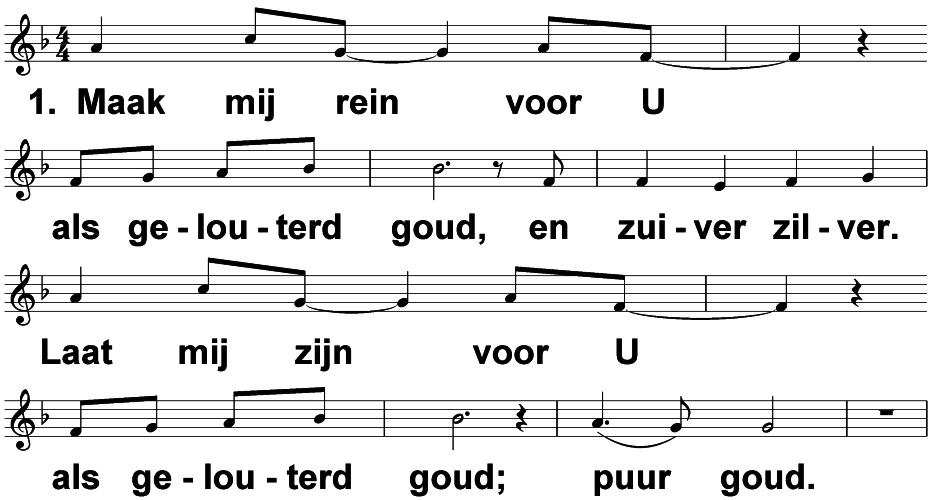 1. Maak mij rein voor U
als ge - lou - terd goud, en zui - ver zil - ver.
Laat mij zijn voor U
als ge - lou - terd goud; puur goud.